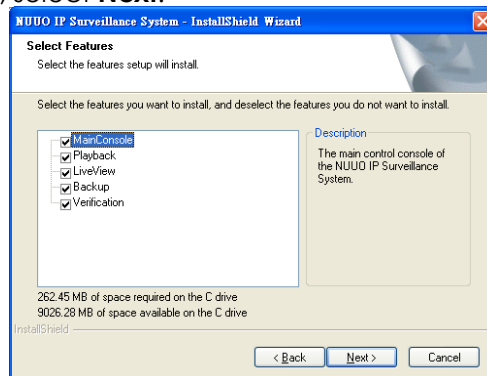 , select Next.
NUUO IP Surveillance System - InstallShield Wizard
Select Features
Select the features setup will install.
Select the features you want to install, and deselect the features you do not want to install.
MainConsole
Playback
LiveView
Backup
Verification
Description
The main control console of
the NUUO IP Surveillance
System.
262.45 MB of space required on the C drive
9026.28 MB of space available on the C drive
InstallShield
< Back
Next >
Cancel